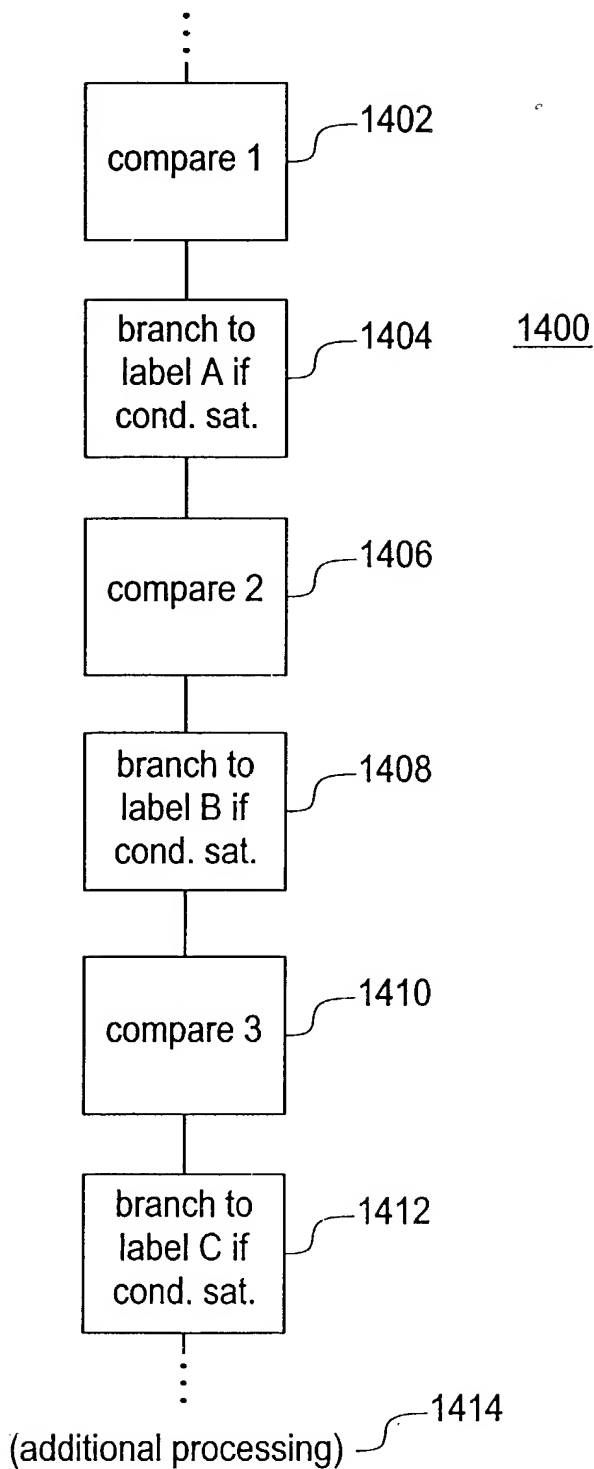 compare 1
1402
branch to
label A if
cond. sat.
1404
1400
compare 2
1406
branch to
label B if
cond. sat.
1408
compare 3
1410
branch to
label C if
cond. sat.
1412
(additional processing)
1414